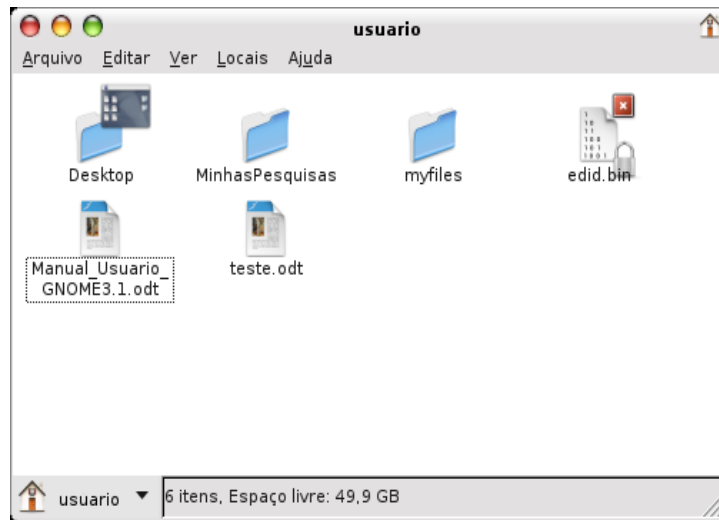 usuario
Arquivo Editar Ver Locais Ajuda
Desktop MinhasPesquisas myfiles edid.bin
Manual_Usuario_
GNOME3.1.odt
teste.odt
usuario 6 itens, Espaço livre: 49,9 GB